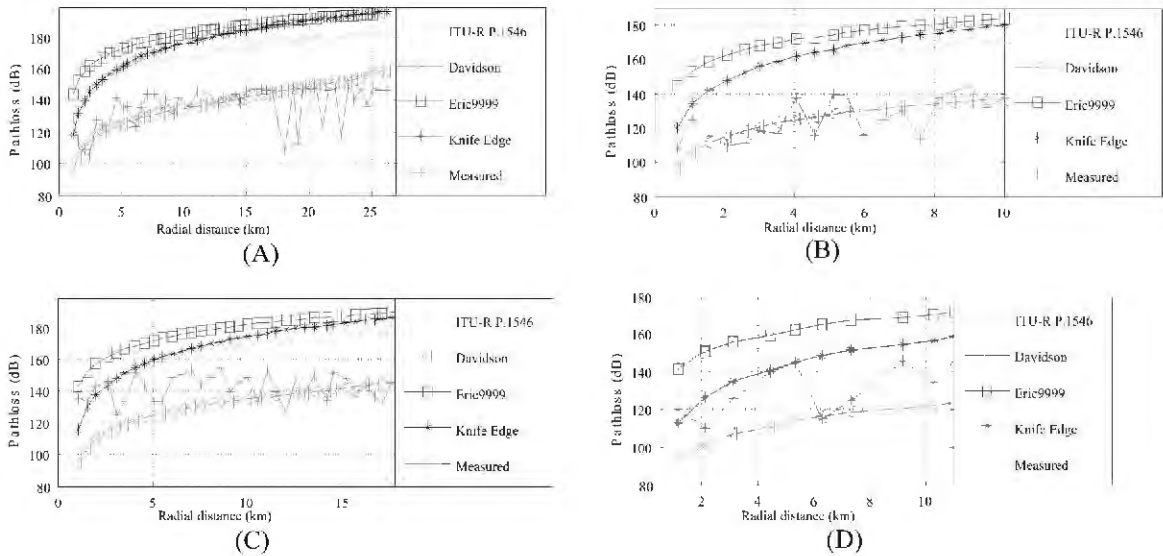 180
160
140
120
100
80
Pathloss (dB)
0
5
10
15
20
25
Radial distance (km)
ITU-R P.1546
Davidson
Eric9999
Knife Edge
Measured
(A)
180
160
140
120
100
80
Pathloss (dB)
0
2
4
6
8
10
Radial distance (km)
ITU-R P.1546
Davidson
Eric9999
Knife Edge
Measured
(B)
180
160
140
120
100
80
Pathloss (dB)
0
5
10
15
Radial distance (km)
ITU-R P.1546
Davidson
Eric9999
Knife Edge
Measured
(C)
180
160
140
120
100
80
Pathloss (dB)
2
4
6
8
10
Radial distance (km)
ITU-R P.1546
Davidson
Eric9999
Knife Edge
Measured
(D)